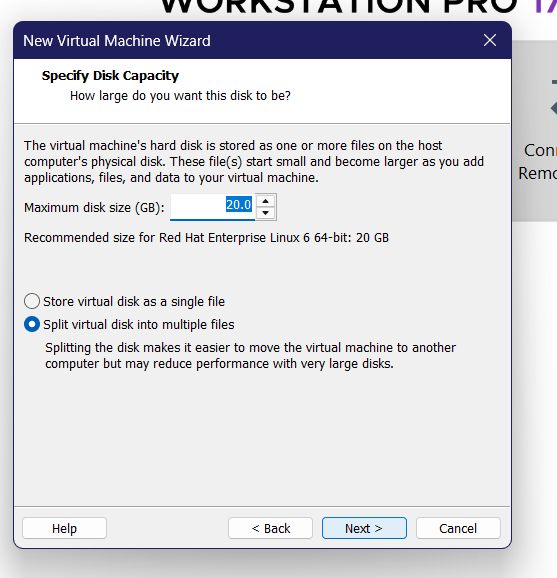 WORKSTATION PRO
New Virtual Machine Wizard
Specify Disk Capacity
How large do you want this disk to be?
The virtual machine's hard disk is stored as one or more files on the host
computer's physical disk. These file(s) start small and become larger as you add
applications, files, and data to your virtual machine.
Maximum disk size (GB): 20.0
Recommended size for Red Hat Enterprise Linux 6 64-bit: 20 GB
Store virtual disk as a single file
Split virtual disk into multiple files
Splitting the disk makes it easier to move the virtual machine to another
computer but may reduce performance with very large disks.
Help
< Back
Next >
Cancel